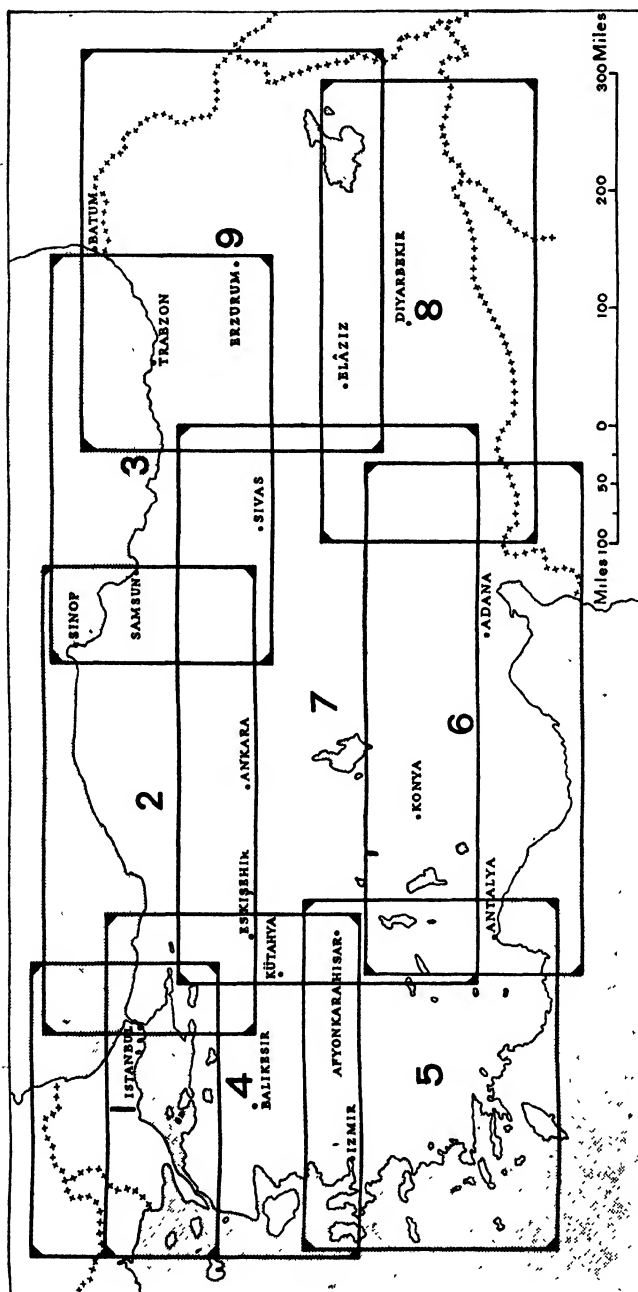 SINOP
BATUM
1
ISTANBUL
2
SAMSUN
3
TRABZON
4
BALIKESIR
ESKIŞEHIR
ANKARA
SIVAS
ERZURUM
9
KÜTAHYA
7
AFYONKARAHISAR
IZMIR
ELÂZIZ
KONYA
DIYARBEKIR
8
5
6
ANTALYA
ADANA
Miles 100 50 0 100 200 300 Miles